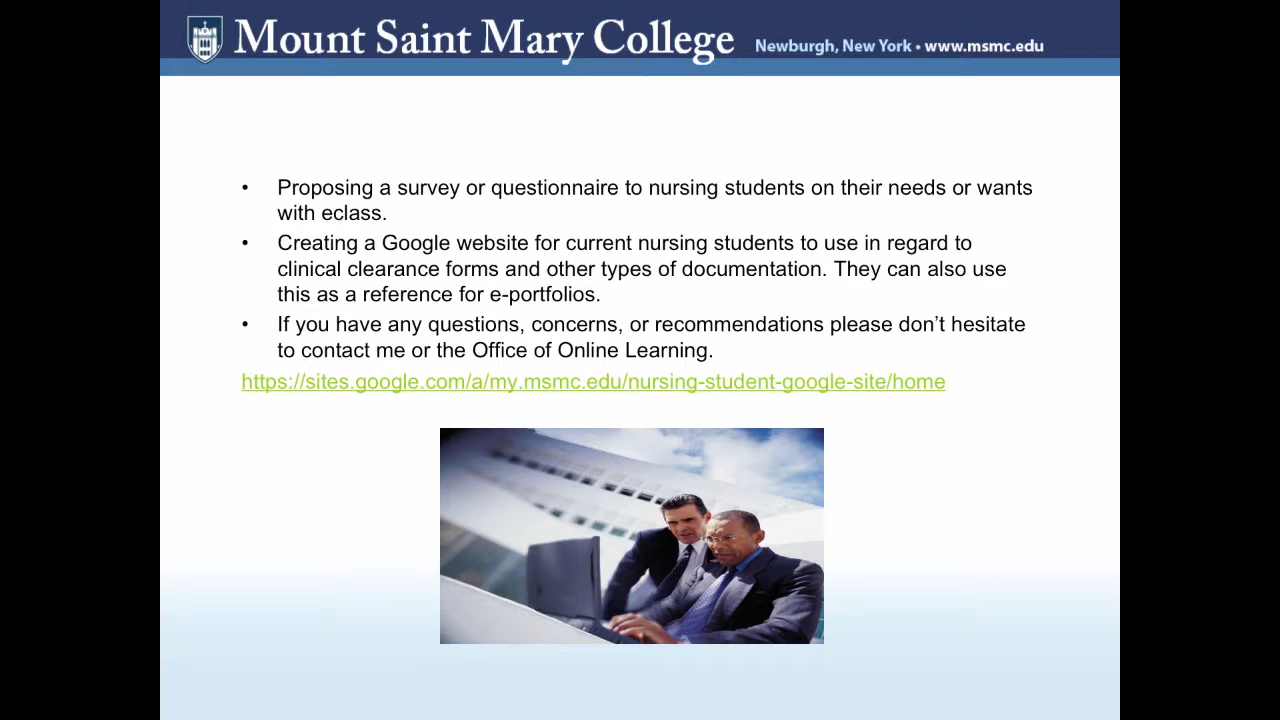 Mount Saint Mary College Newburgh, New York • www.msmc.edu
• Proposing a survey or questionnaire to nursing students on their needs or wants
with eclass.
• Creating a Google website for current nursing students to use in regard to
clinical clearance forms and other types of documentation. They can also use
this as a reference for e-portfolios.
• If you have any questions, concerns, or recommendations please don’t hesitate
to contact me or the Office of Online Learning.
https://sites.google.com/a/my.msmc.edu/nursing-student-google-site/home